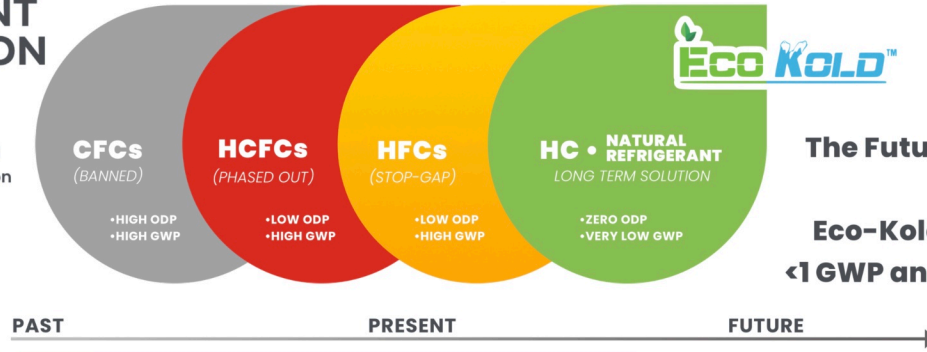 NT
ON
on
CFCs
(BANNED)
•HIGH ODP
•HIGH GWP
HCFCs
(PHASED OUT)
•LOW ODP
•HIGH GWP
HFCs
(STOP-GAP)
•LOW ODP
•HIGH GWP
HC • NATURAL REFRIGERANT
LONG TERM SOLUTION
•ZERO ODP
•VERY LOW GWP
ECO KOLD™
The Futu
Eco-Kol
<1 GWP an
PAST
PRESENT
FUTURE